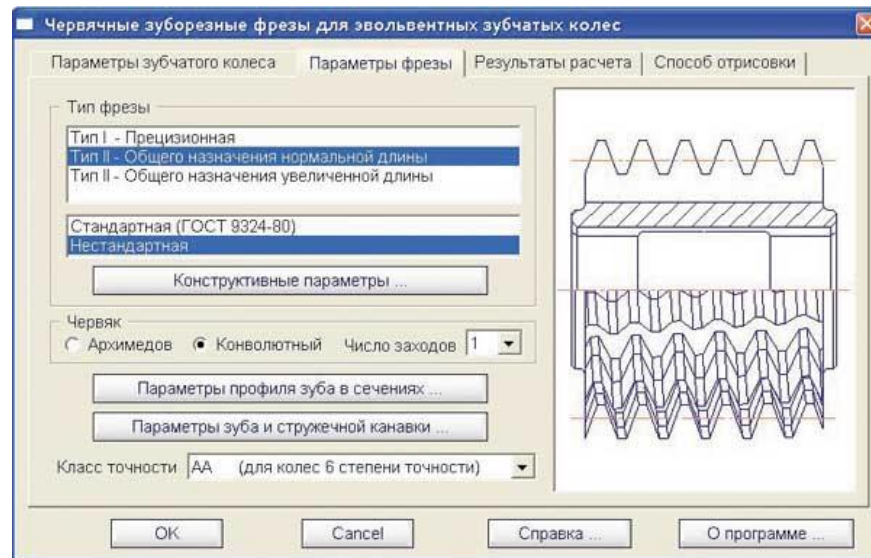 Червячные зуборезные фрезы для эвольвентных зубчатых колес
Параметры зубчатого колеса Параметры фрезы Результаты расчета Способ отрисовки
Тип фрезы
Тип I - Прецизионная
Тип II - Общего назначения нормальной длины
Тип II - Общего назначения увеличенной длины
Стандартная (ГОСТ 9324-80)
Нестандартная
Конструктивные параметры ...
Червяк
Архимедов Конволютный Число заходов 1
Параметры профиля зуба в сечениях ...
Параметры зуба и стружечной канавки ...
Класс точности AA (для колес 6 степени точности)
OK Cancel Справка ... О программе ...